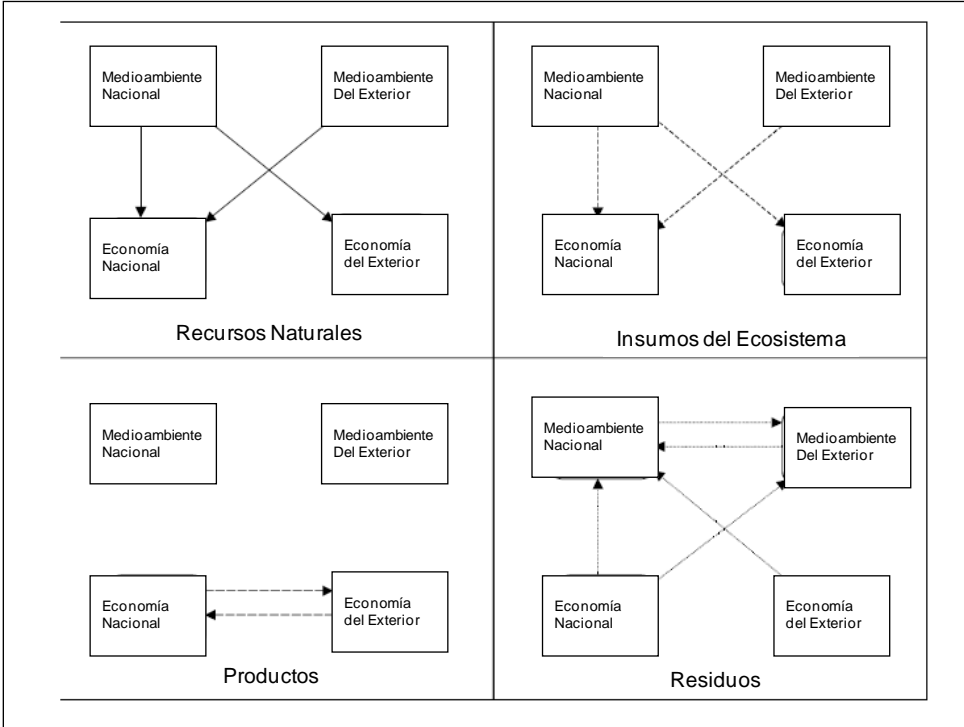 Medioambiente
Nacional
Medioambiente
Del Exterior
Economía
Nacional
Economía
del Exterior
Recursos Naturales
Medioambiente
Nacional
Medioambiente
Del Exterior
Economía
Nacional
Economía
del Exterior
Insumos del Ecosistema
Medioambiente
Nacional
Medioambiente
Del Exterior
Economía
Nacional
Economía
del Exterior
Productos
Medioambiente
Nacional
Medioambiente
Del Exterior
Economía
Nacional
Economía
del Exterior
Residuos